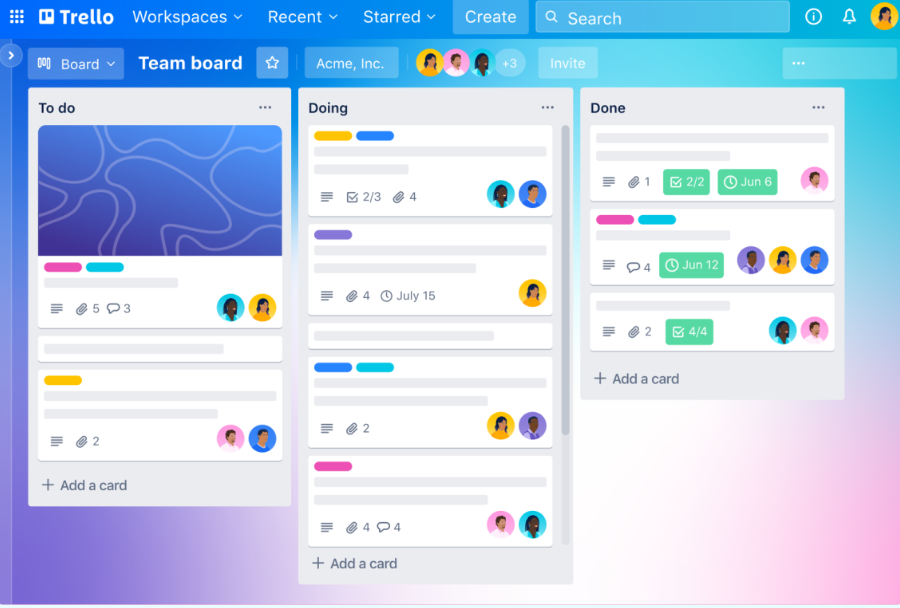 Trello Workspaces Recent Starred Create Search
Board Team board Acme, Inc. +3 Invite
To do
5 3
2
Add a card
Doing
2/3 4
4 July 15
2
4 4
Add a card
Done
1 2/2 Jun 6
4 Jun 12
2 4/4
Add a card